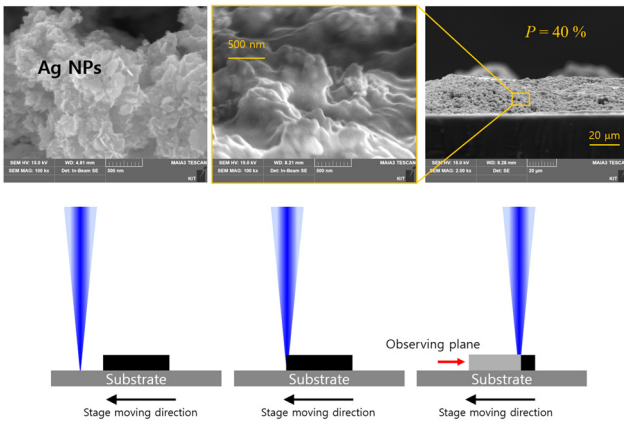 Ag NPs
500 nm
P = 40 %
20 µm
SEM HV: 15.0 kV WD: 4.81 mm MAIA3 TESCAN
SEM MAG: 100 kx Det: In-Beam SE 500 nm
KIT
SEM HV: 15.0 kV WD: 8.21 mm MAIA3 TESCAN
SEM MAG: 100 kx Det: In-Beam SE 500 nm
KIT
SEM HV: 15.0 kV WD: 8.28 mm MAIA3 TESCAN
SEM MAG: 2.00 kx Det: SE 20 µm
KIT
Observing plane
Substrate
Substrate
Substrate
Stage moving direction
Stage moving direction
Stage moving direction